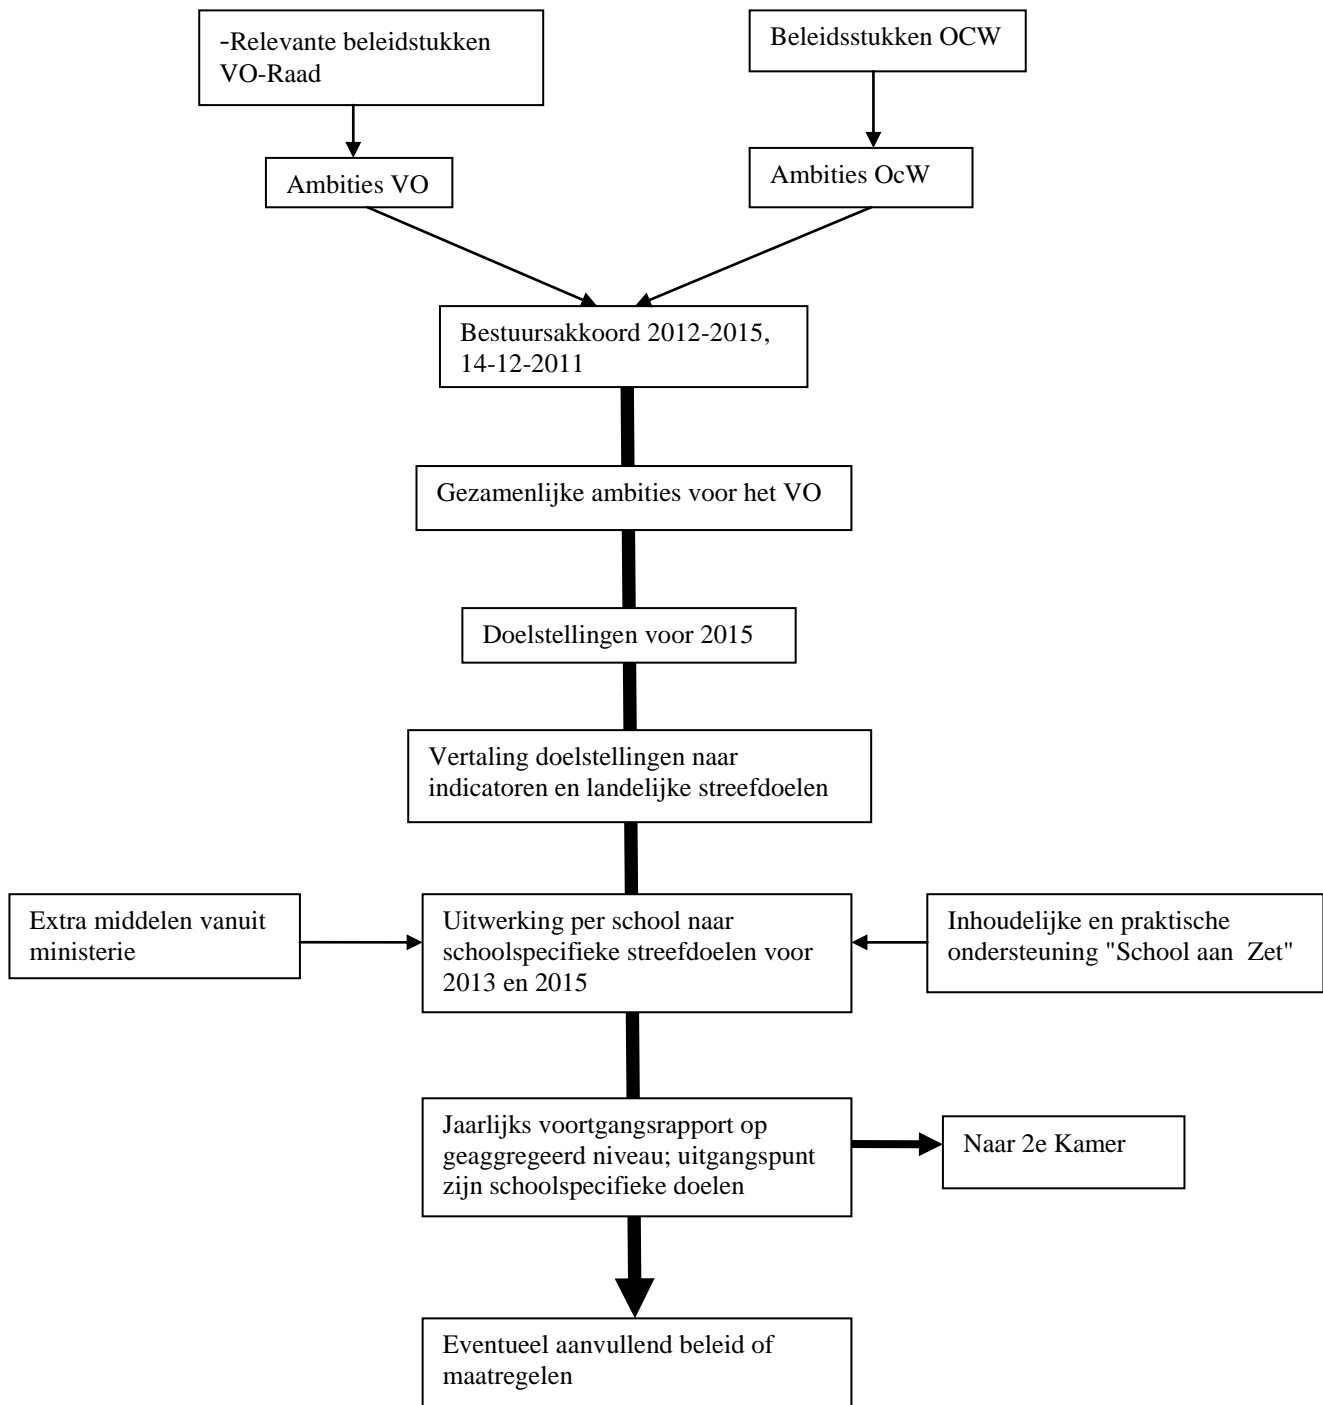 -Relevante beleidstukken
VO-Raad
Beleidsstukken OCW
Ambities VO
Ambities OcW
Bestuursakkoord 2012-2015,
14-12-2011
Gezamenlijke ambities voor het VO
Doelstellingen voor 2015
Vertaling doelstellingen naar
indicatoren en landelijke streefdoelen
Extra middelen vanuit
ministerie
Uitwerking per school naar
schoolspecifieke streefdoelen voor
2013 en 2015
Inhoudelijke en praktische
ondersteuning "School aan  Zet"
Jaarlijks voortgangsrapport op
geaggregeerd niveau; uitgangspunt
zijn schoolspecifieke doelen
Naar 2e Kamer
Eventueel aanvullend beleid of
maatregelen